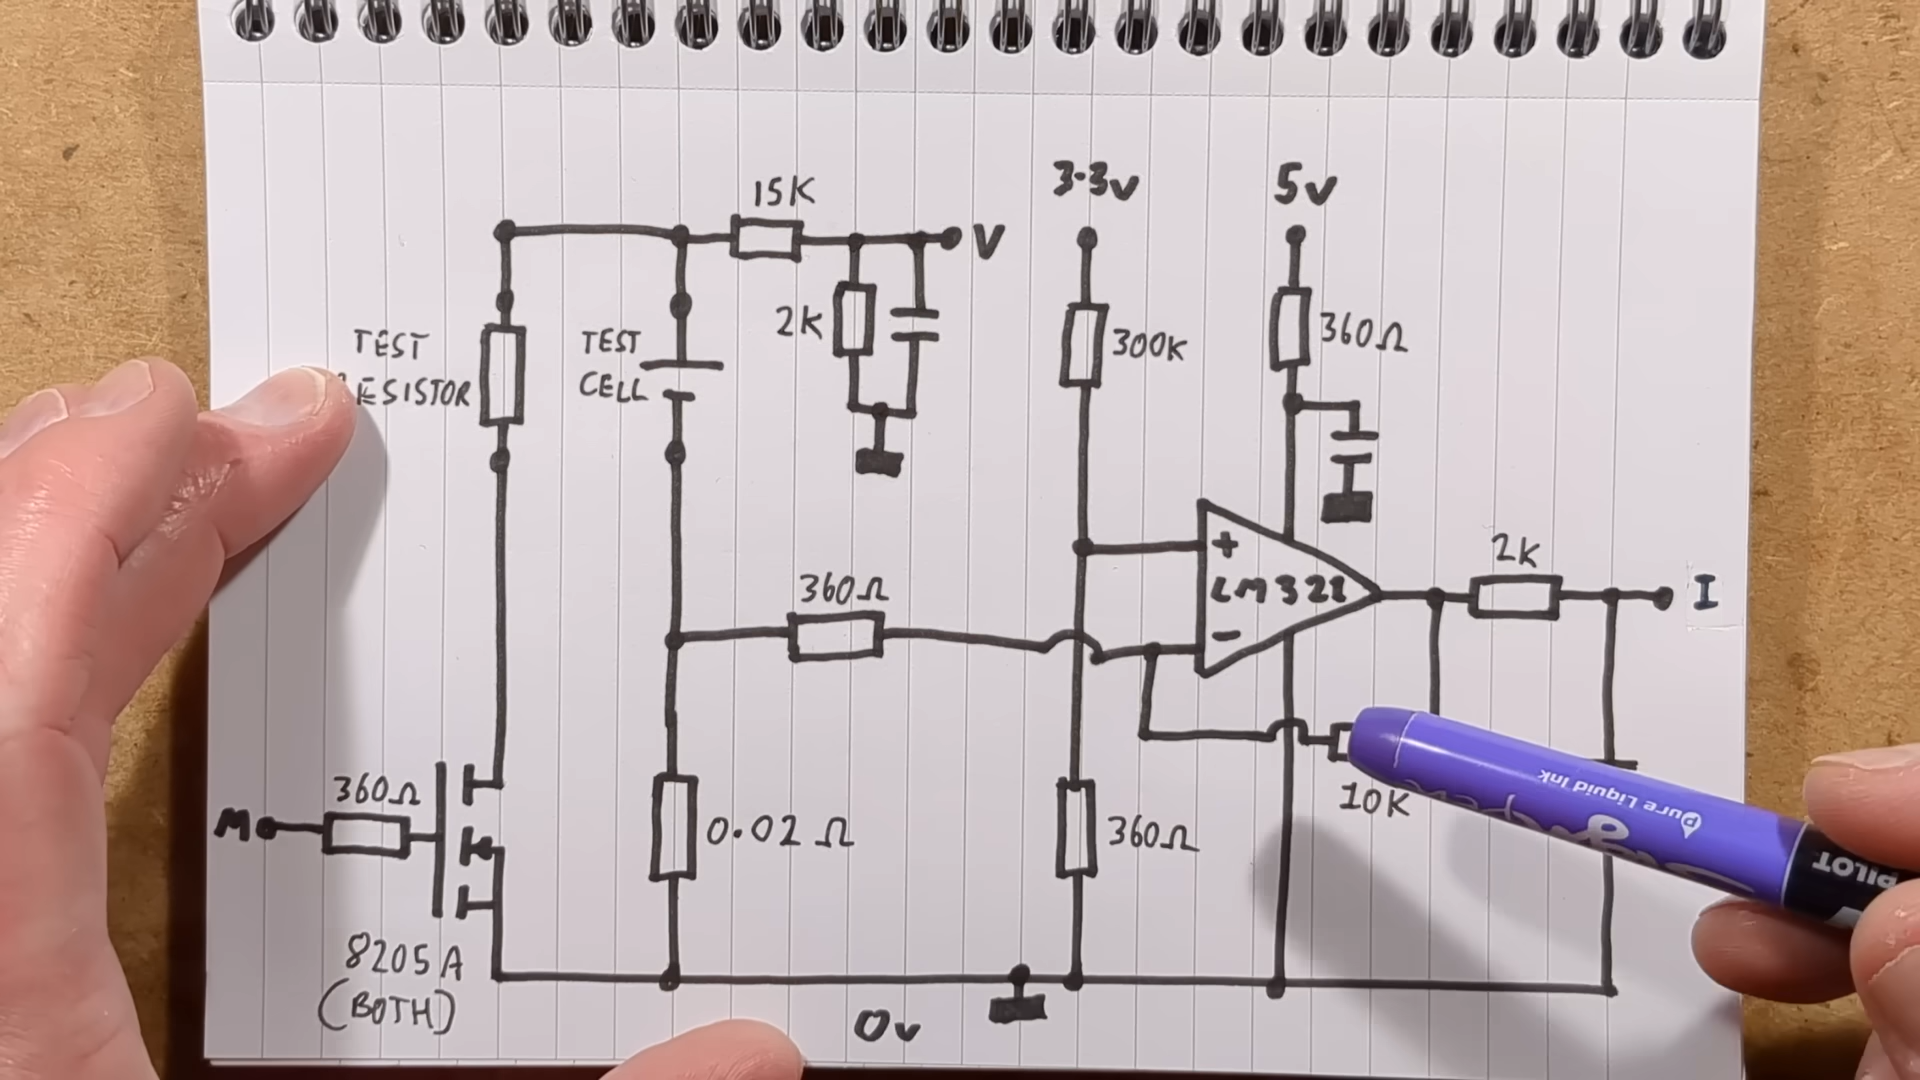 15K
3.3v
5v
V
2K
TEST
RESISTOR
TEST
CELL
300K
360Ω
+
LM321
-
2K
I
360Ω
10K
M
360Ω
0.02Ω
360Ω
8205A
(BOTH)
0v
Pure Liquid Ink
PILOT